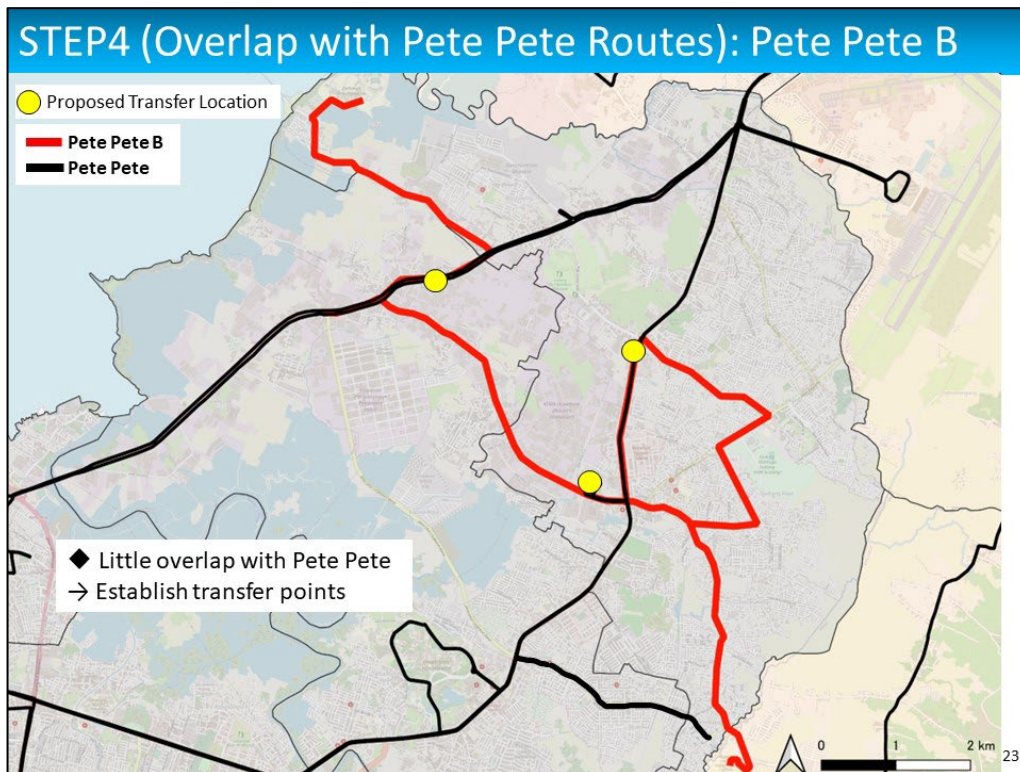 STEP4 (Overlap with Pete Pete Routes): Pete Pete B
Proposed Transfer Location
Pete Pete B
Pete Pete
◆ Little overlap with Pete Pete
→ Establish transfer points
0 1 2 km
23